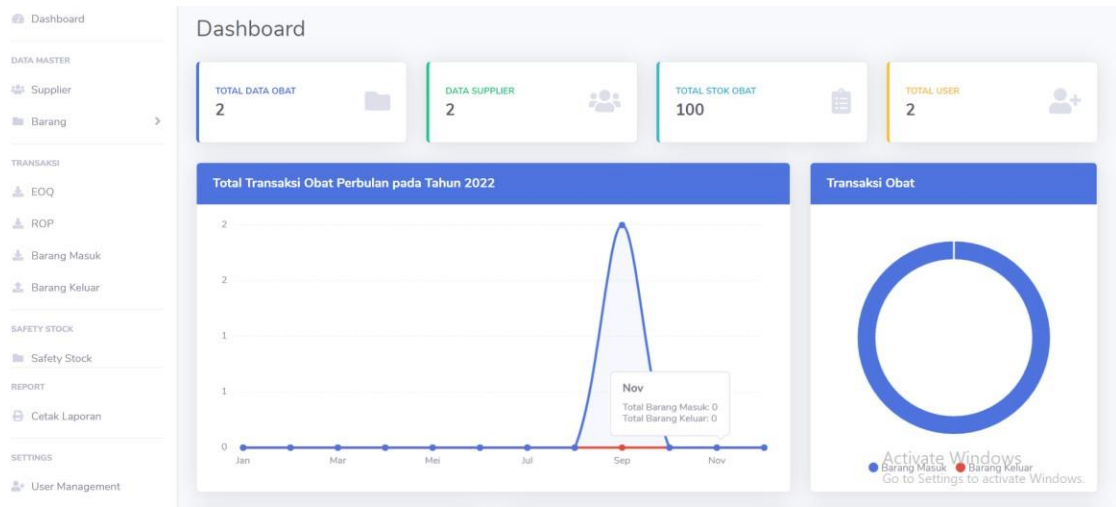 Dashboard
DATA MASTER
Supplier
Barang
TRANSAKSI
EOQ
ROP
Barang Masuk
Barang Keluar
SAFETY STOCK
Safety Stock
REPORT
Cetak Laporan
SETTINGS
User Management
Dashboard
TOTAL DATA OBAT
2
DATA SUPPLIER
2
TOTAL STOK OBAT
100
TOTAL USER
2
Total Transaksi Obat Perbulan pada Tahun 2022
2
2
1
1
0
Jan Mar Mei Jul Sep Nov
Nov
Total Barang Masuk: 0
Total Barang Keluar: 0
Transaksi Obat
Barang Masuk Barang Keluar
Activate Windows
Go to Settings to activate Windows.